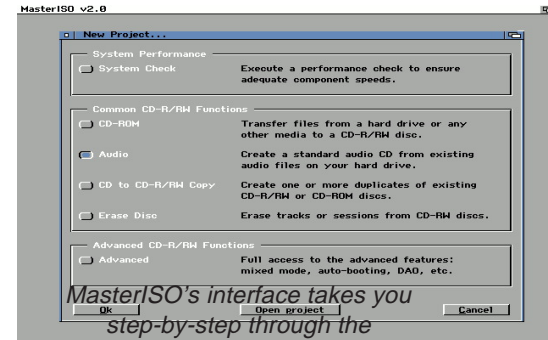 MasterISO v2.0
New Project...
System Performance
System Check Execute a performance check to ensure
adequate component speeds.
Common CD-R/RW Functions
CD-ROM Transfer files from a hard drive or any
other media to a CD-R/RW disc.
Audio Create a standard audio CD from existing
audio files on your hard drive.
CD to CD-R/RW Copy Create one or more duplicates of existing
CD-R/RW or CD-ROM discs.
Erase Disc Erase tracks or sessions from CD-RW discs.
Advanced CD-R/RW Functions
Advanced Full access to the advanced features:
mixed mode, auto-booting, DAO, etc.
MasterISO's interface takes you
Ok Open project Cancel
step-by-step through the